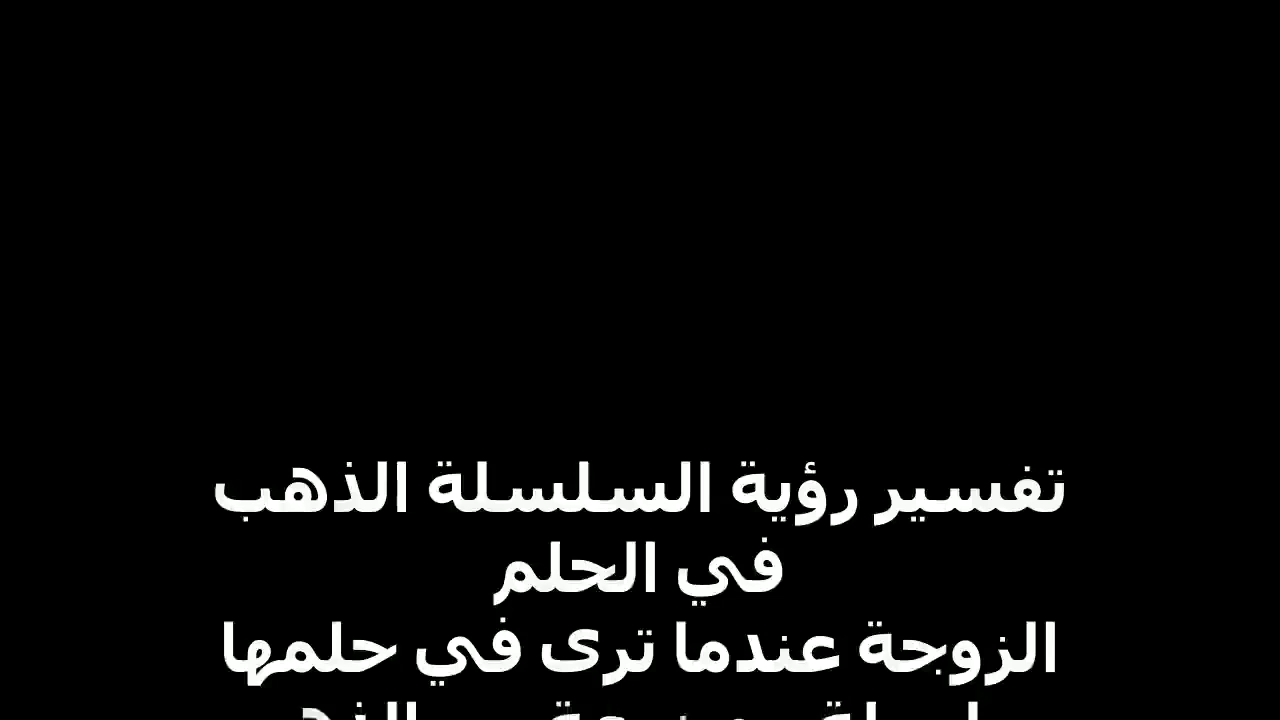 تفسير رؤية السلسلة الذهب
في الحلم
الزوجة عندما ترى في حلمها